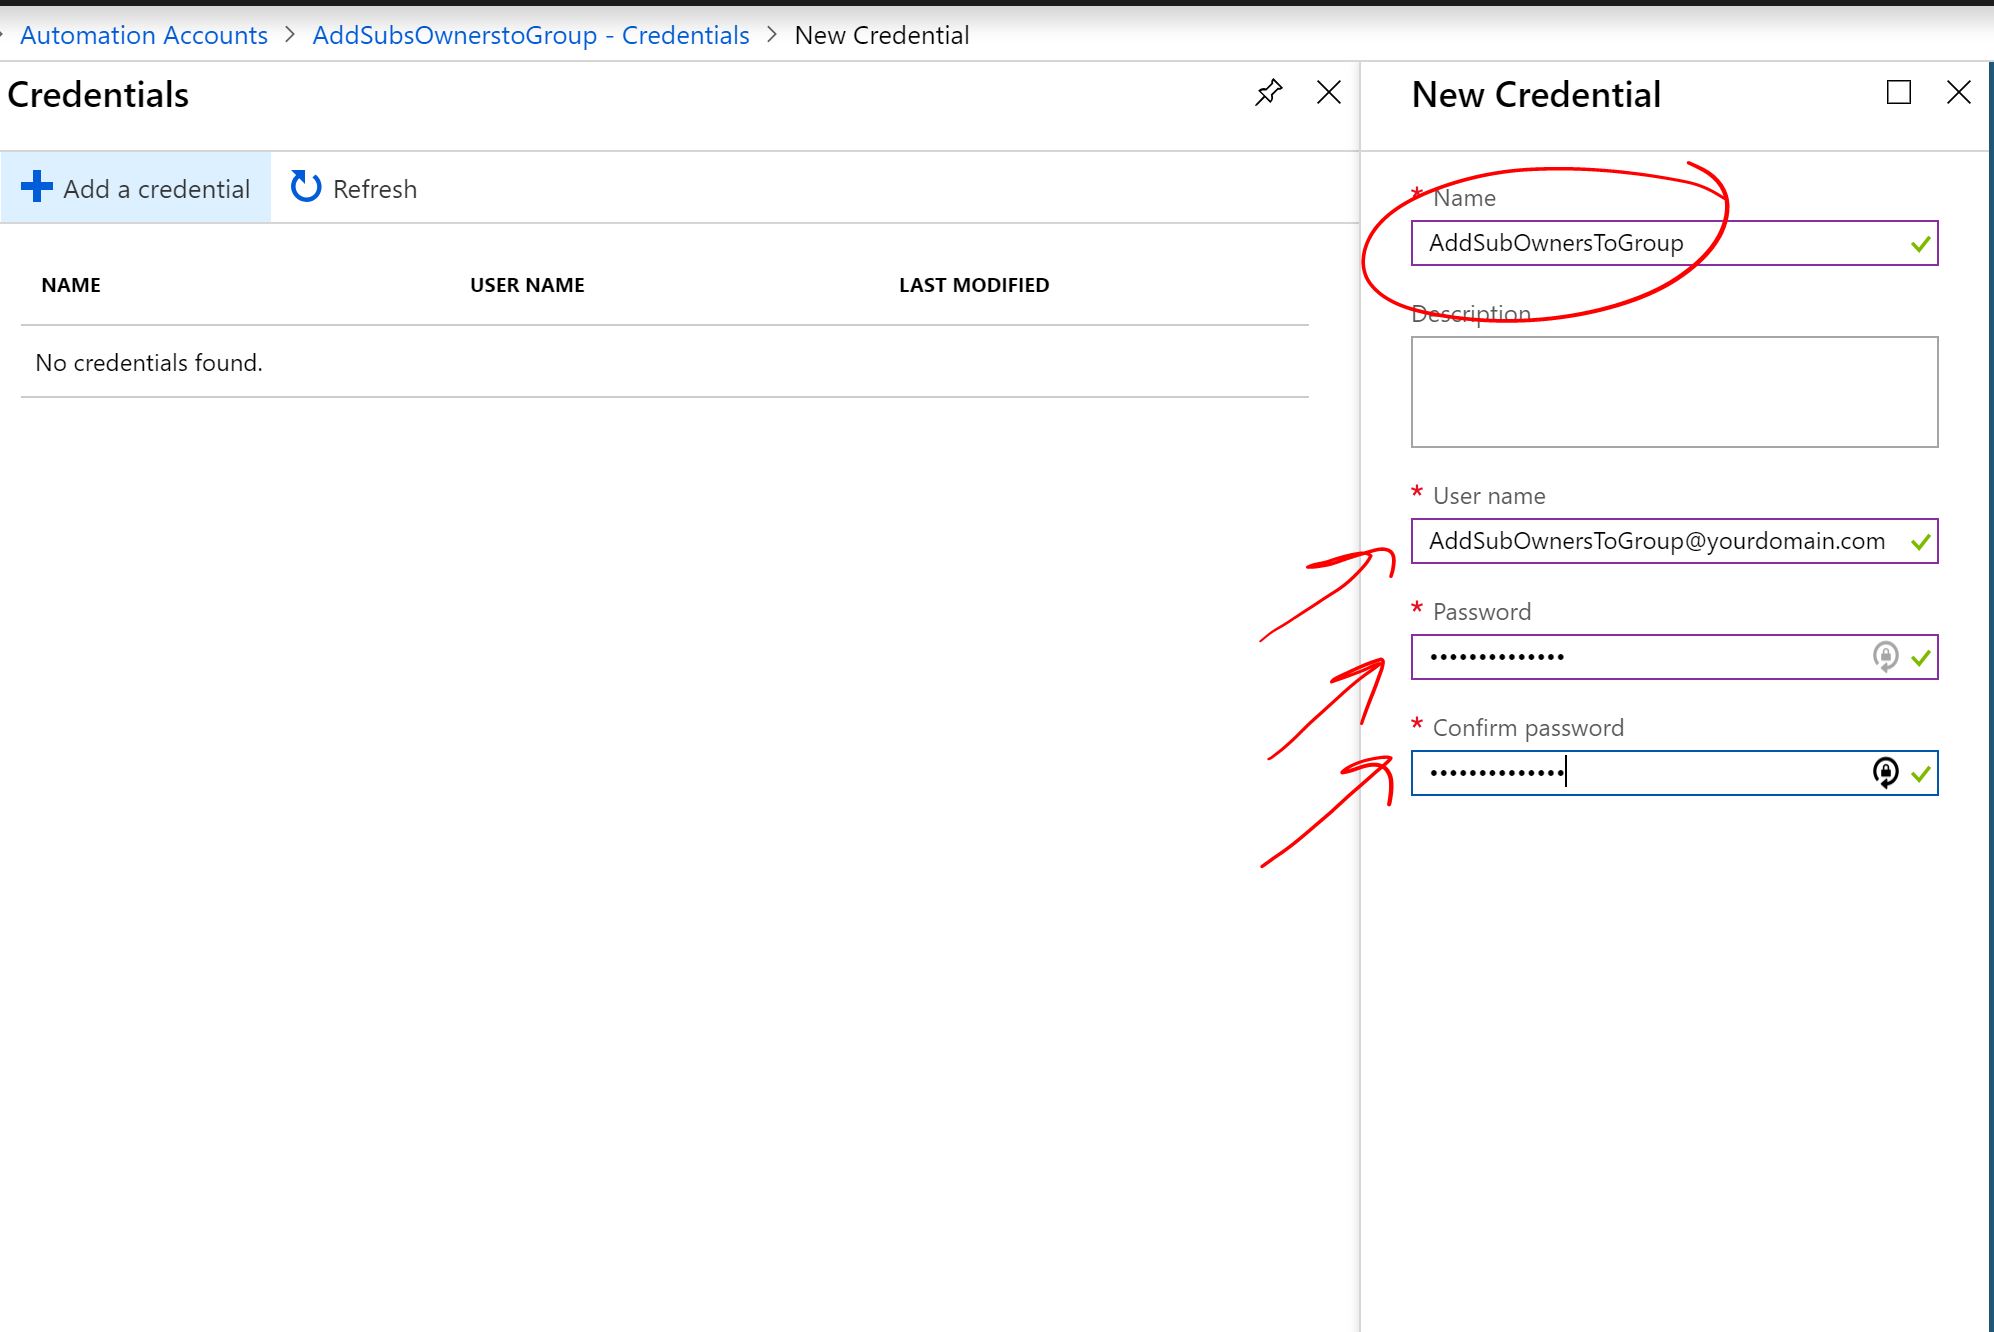 Automation Accounts > AddSubsOwnerstoGroup - Credentials > New Credential
Credentials
Add a credential Refresh
NAME USER NAME LAST MODIFIED
No credentials found.
New Credential
* Name
AddSubOwnersToGroup
Description
* User name
AddSubOwnersToGroup@yourdomain.com
* Password
••••••••••••••
* Confirm password
••••••••••••••